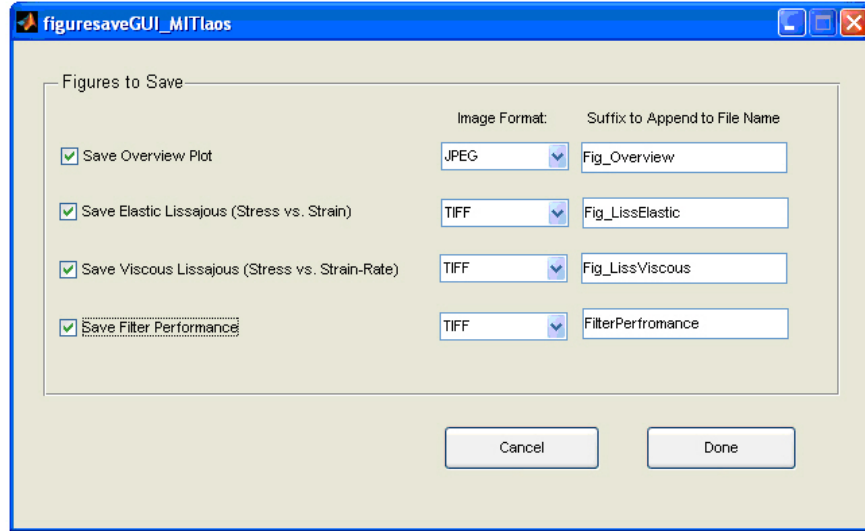 figuresaveGUI_MITlaos
Figures to Save
Image Format: Suffix to Append to File Name
Save Overview Plot JPEG Fig_Overview
Save Elastic Lissajous (Stress vs. Strain) TIFF Fig_LissElastic
Save Viscous Lissajous (Stress vs. Strain-Rate) TIFF Fig_LissViscous
Save Filter Performance TIFF FilterPerfromance
Cancel Done